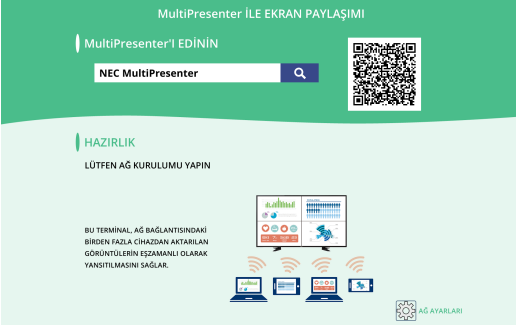 MultiPresenter İLE EKRAN PAYLAŞIMI
MultiPresenter'I EDİNİN
NEC MultiPresenter
HAZIRLIK
LÜTFEN AĞ KURULUMU YAPIN
BU TERMİNAL, AĞ BAĞLANTISINDAKİ
BİRDEN FAZLA CİHAZDAN AKTARILAN
GÖRÜNTÜLERİN EŞZAMANLI OLARAK
YANSITILMASINI SAĞLAR.
AĞ AYARLARI